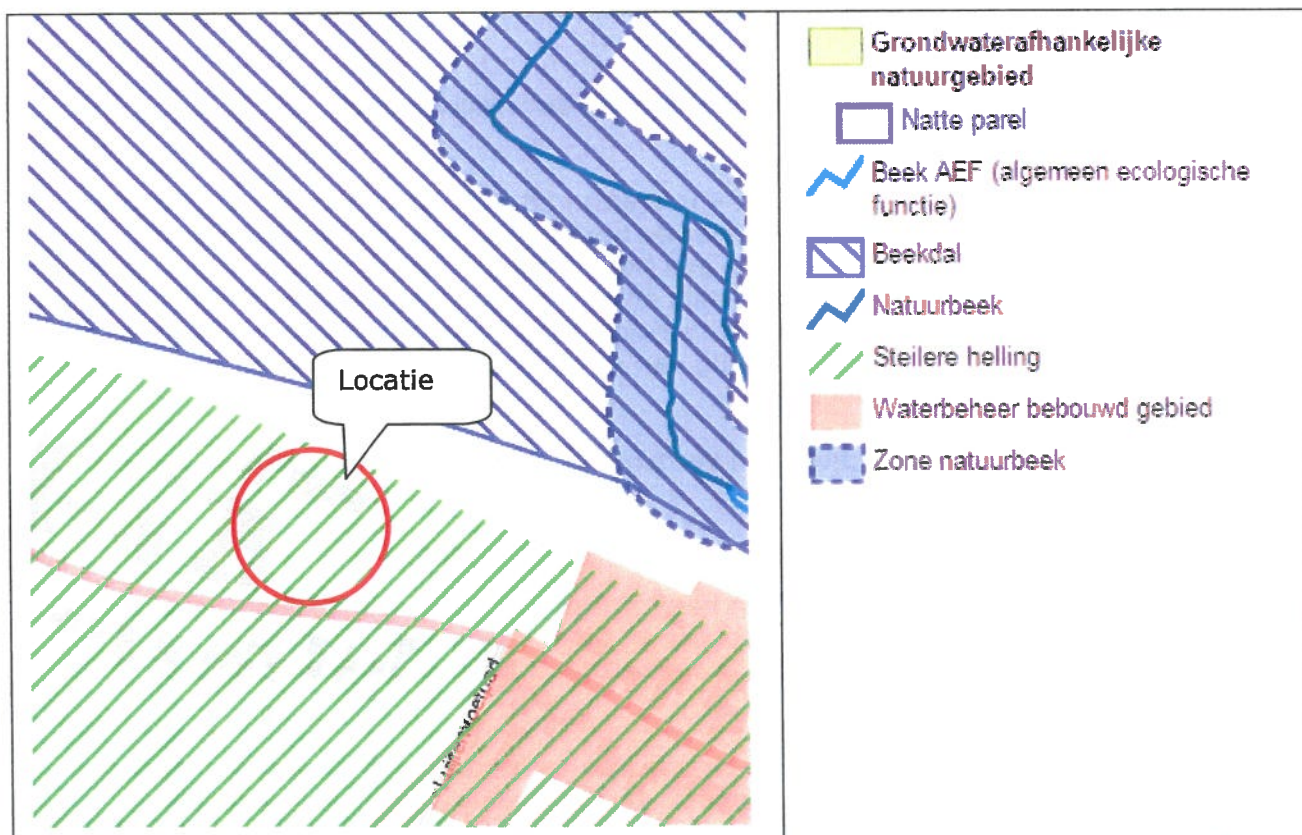 Locatie
Grondwaterafhankelijke
natuurgebied
Natte parel
Beek AEF (algemeen ecologische
functie)
Beekdal
Natuurbeek
Steilere helling
Waterbeheer bebouwd gebied
Zone natuurbeek